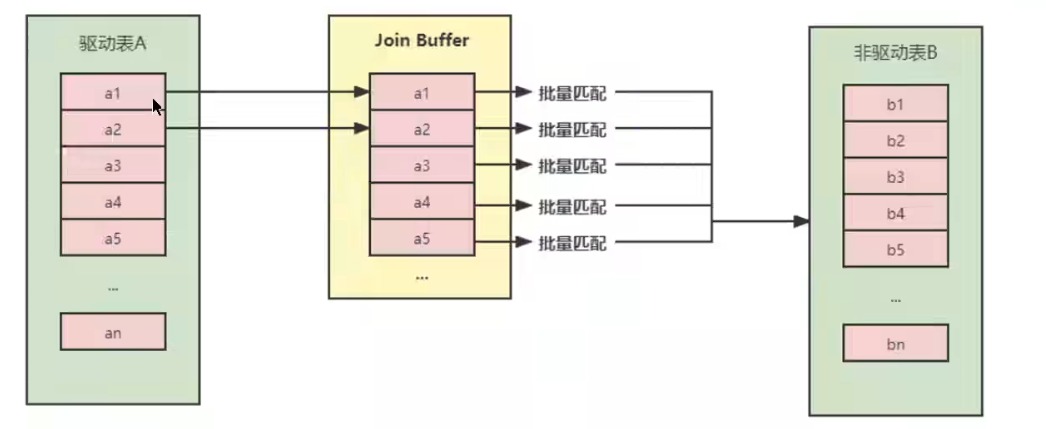 驱动表A
a1
a2
a3
a4
a5
...
an
Join Buffer
a1
a2
a3
a4
a5
...
批量匹配
批量匹配
批量匹配
批量匹配
批量匹配
非驱动表B
b1
b2
b3
b4
b5
...
bn